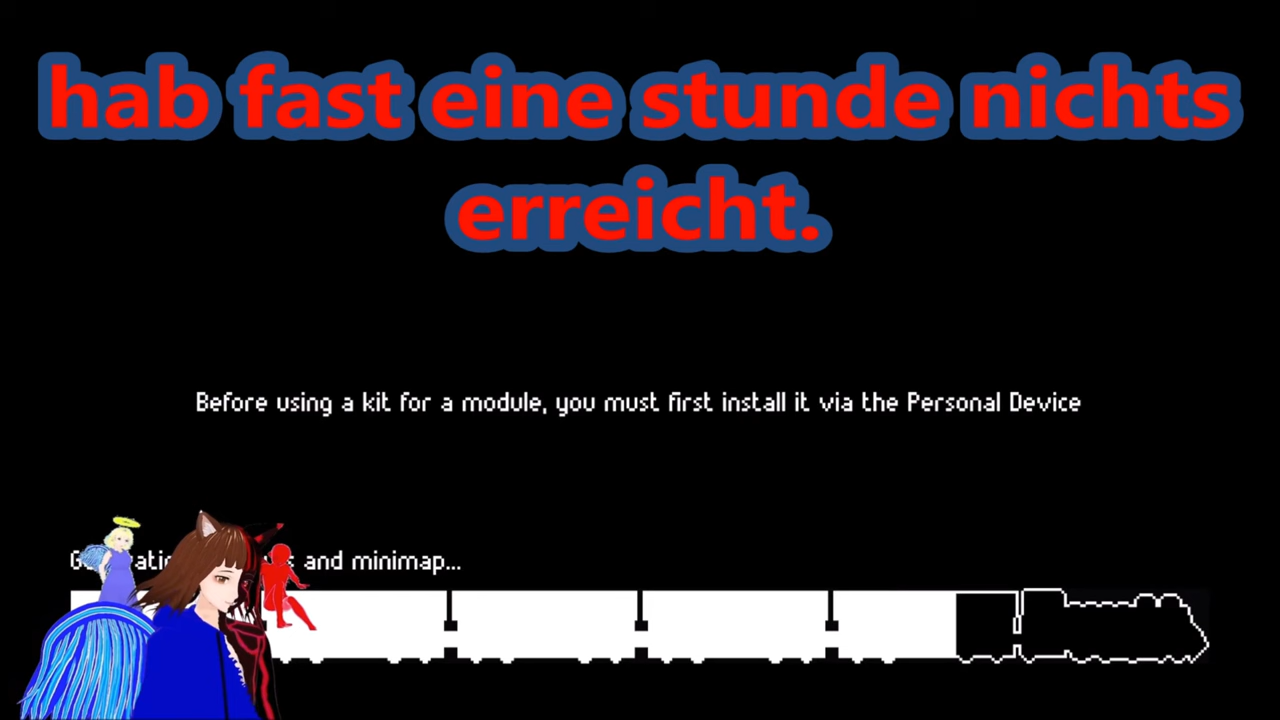 hab fast eine stunde nichts
erreicht.
Before using a kit for a module, you must first install it via the Personal Device
and minimap...